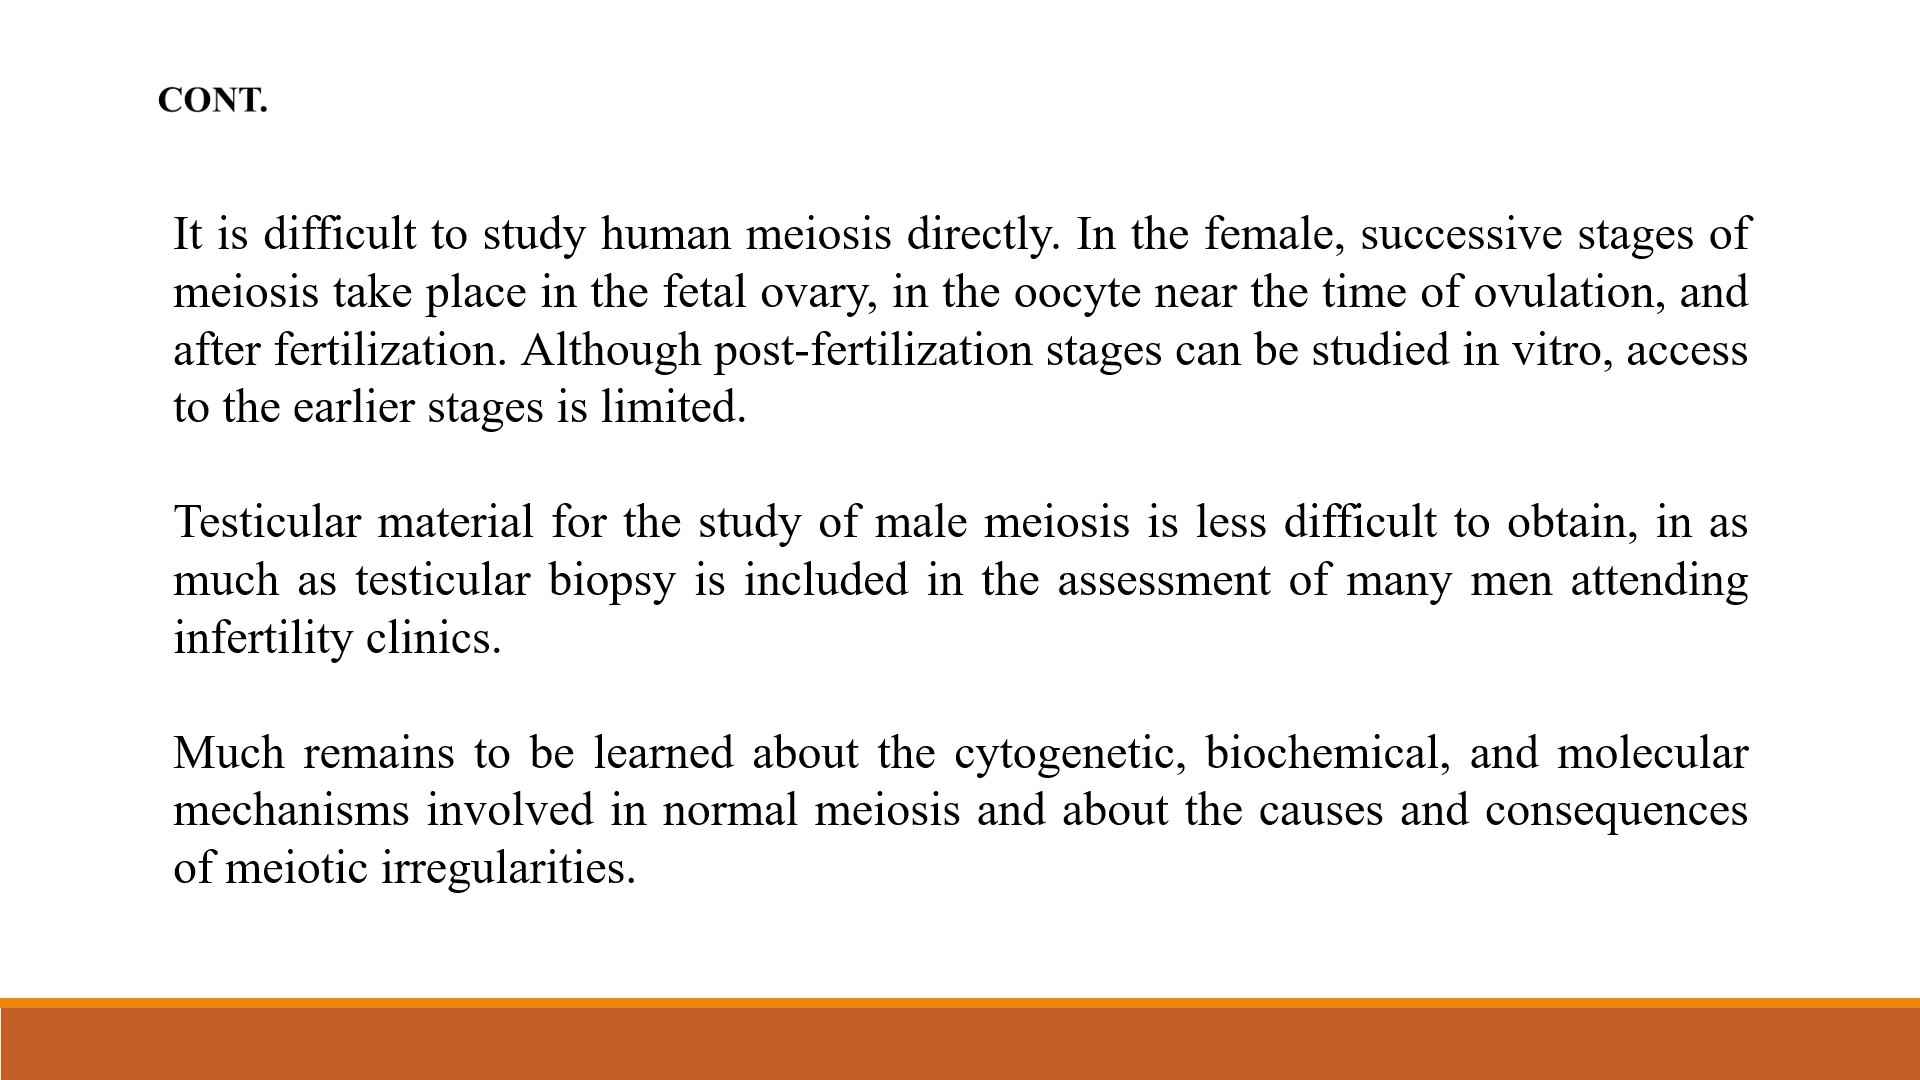 CONT.
It is difficult to study human meiosis directly. In the female, successive stages of
meiosis take place in the fetal ovary, in the oocyte near the time of ovulation, and
after fertilization. Although post-fertilization stages can be studied in vitro, access
to the earlier stages is limited.
Testicular material for the study of male meiosis is less difficult to obtain, in as
much as testicular biopsy is included in the assessment of many men attending
infertility clinics.
Much remains to be learned about the cytogenetic, biochemical, and molecular
mechanisms involved in normal meiosis and about the causes and consequences
of meiotic irregularities.